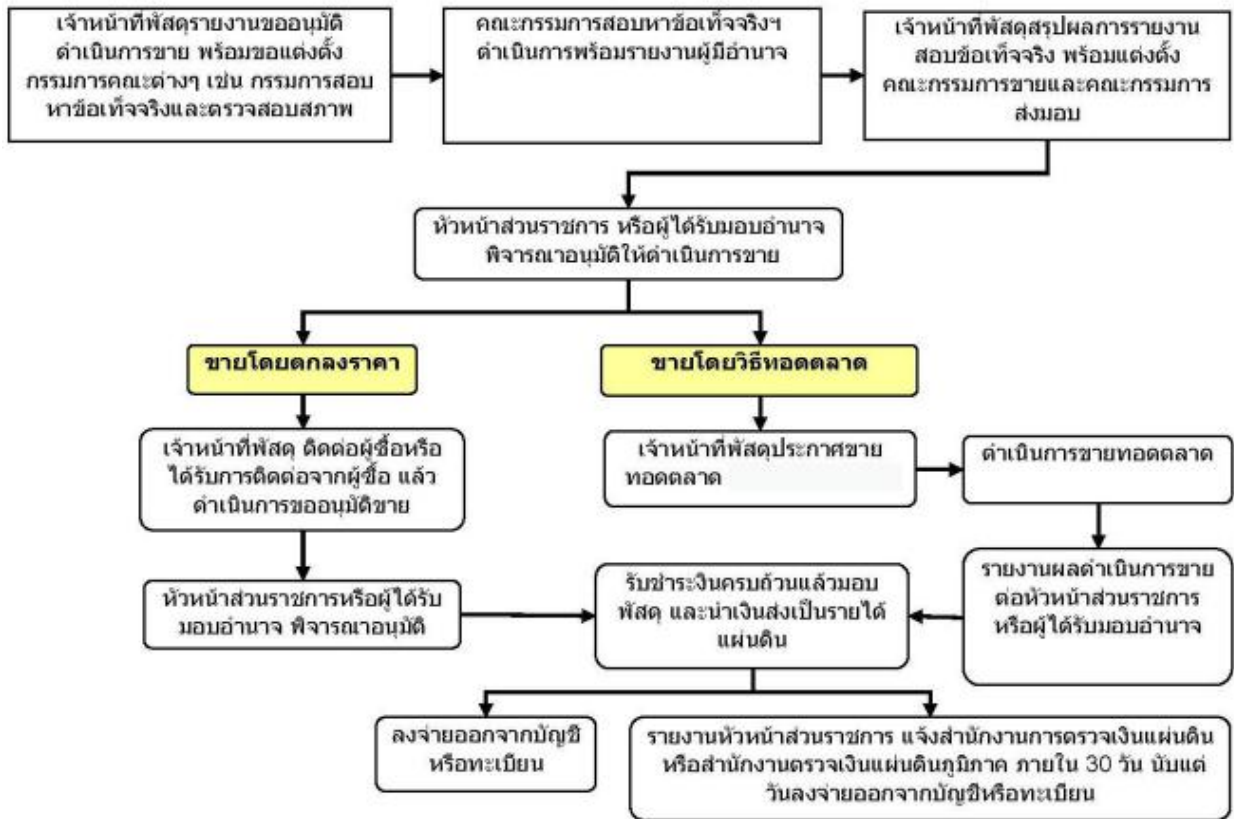 เจ้าหน้าที่พัสดุรายงานขออนุมัติ
ดำเนินการขาย พร้อมขอแต่งตั้ง
กรรมการคณะต่างๆ เช่น กรรมการสอบ
หาข้อเท็จจริงและตรวจสอบสภาพ
คณะกรรมการสอบหาข้อเท็จจริงฯ
ดำเนินการพร้อมรายงานผู้มีอำนาจ
เจ้าหน้าที่พัสดุสรุปผลการรายงาน
สอบข้อเท็จจริง พร้อมแต่งตั้ง
คณะกรรมการขายและคณะกรรมการ
ส่งมอบ
หัวหน้าส่วนราชการ หรือผู้ได้รับมอบอำนาจ
พิจารณาอนุมัติให้ดำเนินการขาย
ขายโดยตกลงราคา
ขายโดยวิธีทอดตลาด
เจ้าหน้าที่พัสดุ ติดต่อผู้ซื้อหรือ
ได้รับการติดต่อจากผู้ซื้อ แล้ว
ดำเนินการขออนุมัติขาย
เจ้าหน้าที่พัสดุประกาศขาย
ทอดตลาด
ดำเนินการขายทอดตลาด
หัวหน้าส่วนราชการหรือผู้ได้รับ
มอบอำนาจ พิจารณาอนุมัติ
รับชำระเงินครบถ้วนแล้วมอบ
พัสดุ และนำเงินส่งเป็นรายได้
แผ่นดิน
รายงานผลดำเนินการขาย
ต่อหัวหน้าส่วนราชการ
หรือผู้ได้รับมอบอำนาจ
ลงจ่ายออกจากบัญชี
หรือทะเบียน
รายงานหัวหน้าส่วนราชการ แจ้งสำนักงานการตรวจเงินแผ่นดิน
หรือสำนักงานตรวจเงินแผ่นดินภูมิภาค ภายใน 30 วัน นับแต่
วันลงจ่ายออกจากบัญชีหรือทะเบียน